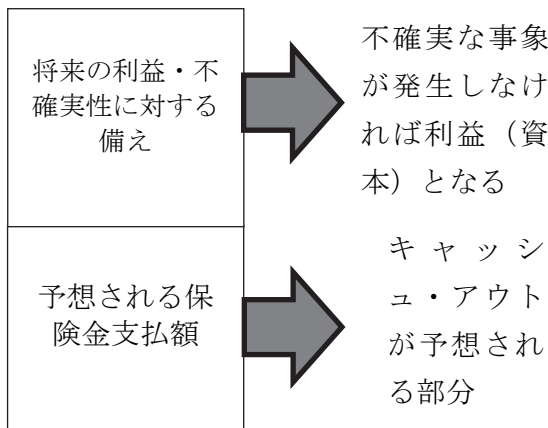 将来の利益・不
確実性に対する
備え
不確実な事象
が発生しなけ
れば利益（資
本）となる
予想される保
険金支払額
キャッシ
ュ・アウト
が予想され
る部分